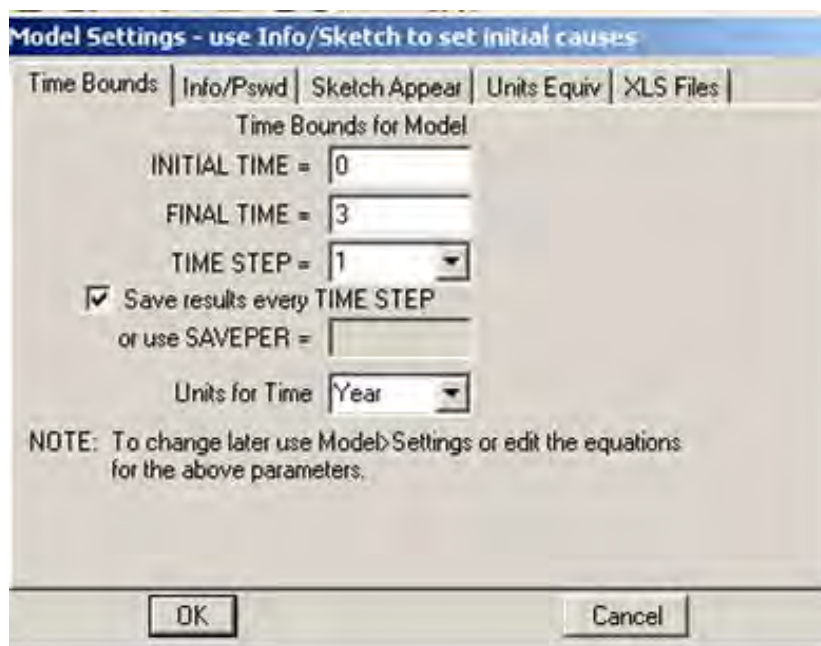 Model Settings - use Info/Sketch to set initial causes
Time Bounds Info/Pswd Sketch Appear Units Equiv XLS Files
Time Bounds for Model
INITIAL TIME = 0
FINAL TIME = 3
TIME STEP = 1
Save results every TIME STEP
or use SAVEPER =
Units for Time Year
NOTE: To change later use Model>Settings or edit the equations
for the above parameters.
OK Cancel